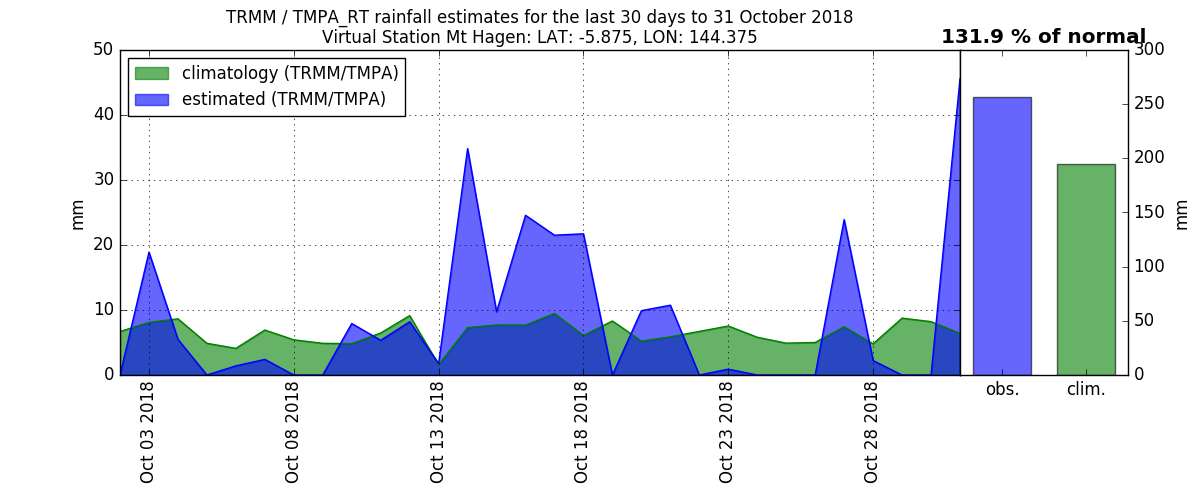 TRMM / TMPA_RT rainfall estimates for the last 30 days to 31 October 2018
Virtual Station Mt Hagen: LAT: -5.875, LON: 144.375
131.9 % of normal
climatology (TRMM/TMPA)
estimated (TRMM/TMPA)
50
40
30
20
10
0
mm
Oct 03 2018
Oct 08 2018
Oct 13 2018
Oct 18 2018
Oct 23 2018
Oct 28 2018
obs.
clim.
300
250
200
150
100
50
0
mm